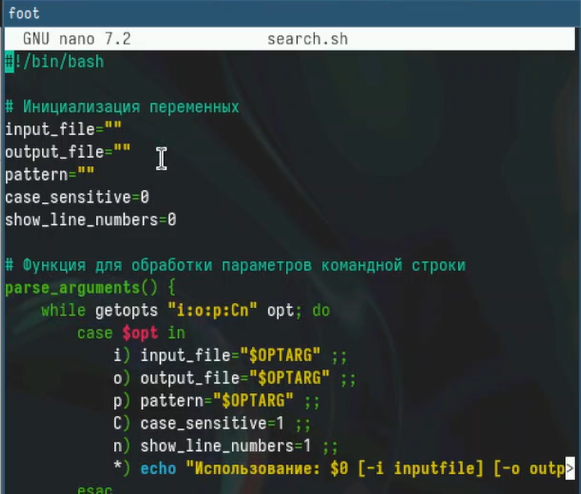 foot
GNU nano 7.2 search.sh
#!/bin/bash
# Инициализация переменных
input_file=""
output_file=""
pattern=""
case_sensitive=0
show_line_numbers=0
# Функция для обработки параметров командной строки
parse_arguments() {
    while getopts "i:o:p:Cn" opt; do
        case $opt in
            i) input_file="$OPTARG" ;;
            o) output_file="$OPTARG" ;;
            p) pattern="$OPTARG" ;;
            C) case_sensitive=1 ;;
            n) show_line_numbers=1 ;;
            *) echo "Использование: $0 [-i inputfile] [-o outp>
        esac